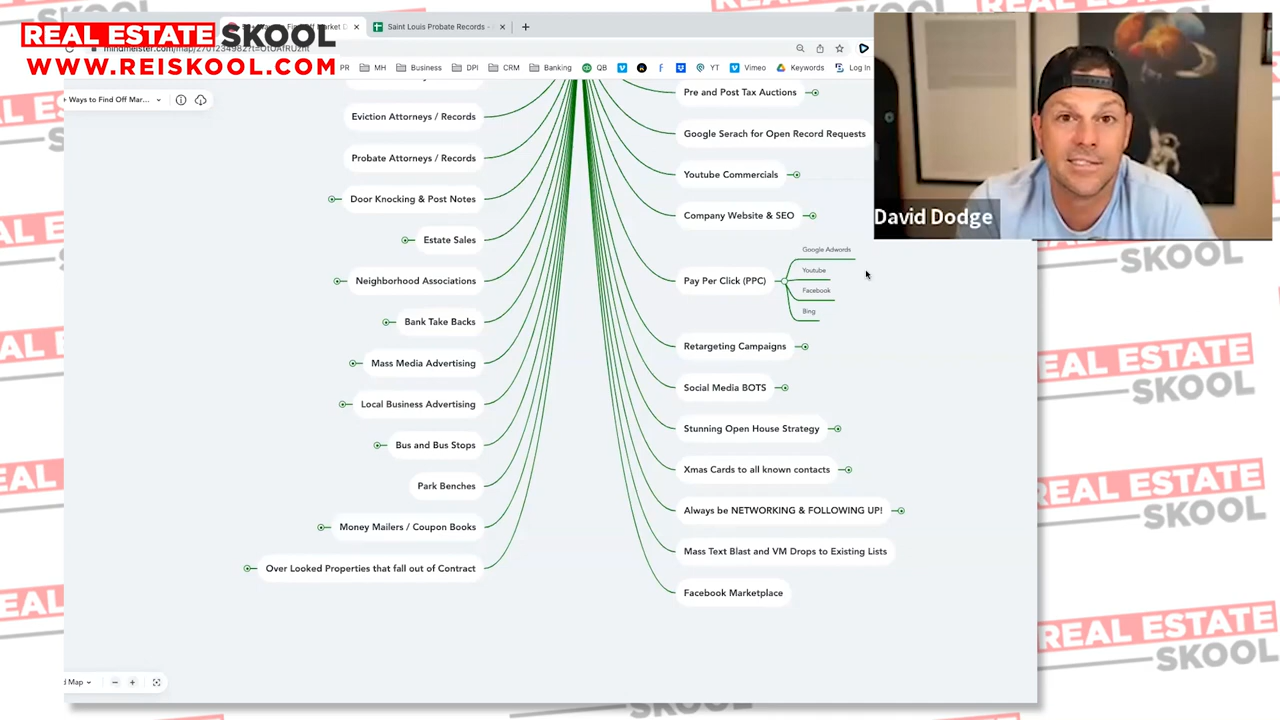 REAL ESTATE SKOOL
WWW.REISKOOL.COM
Saint Louis Probate Records -
PR
MH
Business
DPI
CRM
Banking
QB
YT
Vimeo
Keywords
Log In
Ways to Find Off Mar...
Eviction Attorneys / Records
Probate Attorneys / Records
Door Knocking & Post Notes
Estate Sales
Neighborhood Associations
Bank Take Backs
Mass Media Advertising
Local Business Advertising
Bus and Bus Stops
Park Benches
Money Mailers / Coupon Books
Over Looked Properties that fall out of Contract
Pre and Post Tax Auctions
Google Serach for Open Record Requests
Youtube Commercials
Company Website & SEO
Pay Per Click (PPC)
Google Adwords
Youtube
Facebook
Bing
Retargeting Campaigns
Social Media BOTS
Stunning Open House Strategy
Xmas Cards to all known contacts
Always be NETWORKING & FOLLOWING UP!
Mass Text Blast and VM Drops to Existing Lists
Facebook Marketplace
Map
David Dodge
REAL ESTATE
SKOOL
REAL ESTATE
SKOOL
REAL ESTATE
SKOOL